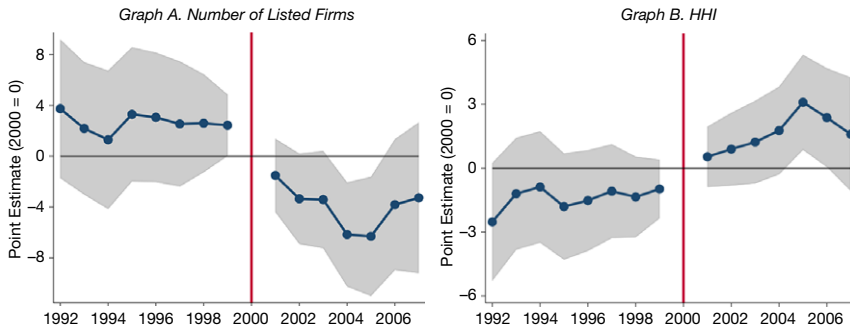 Graph A. Number of Listed Firms
Point Estimate (2000 = 0)
8
4
0
−4
−8
1992 1994 1996 1998 2000 2002 2004 2006
Graph B. HHI
Point Estimate (2000 = 0)
6
3
0
−3
−6
1992 1994 1996 1998 2000 2002 2004 2006